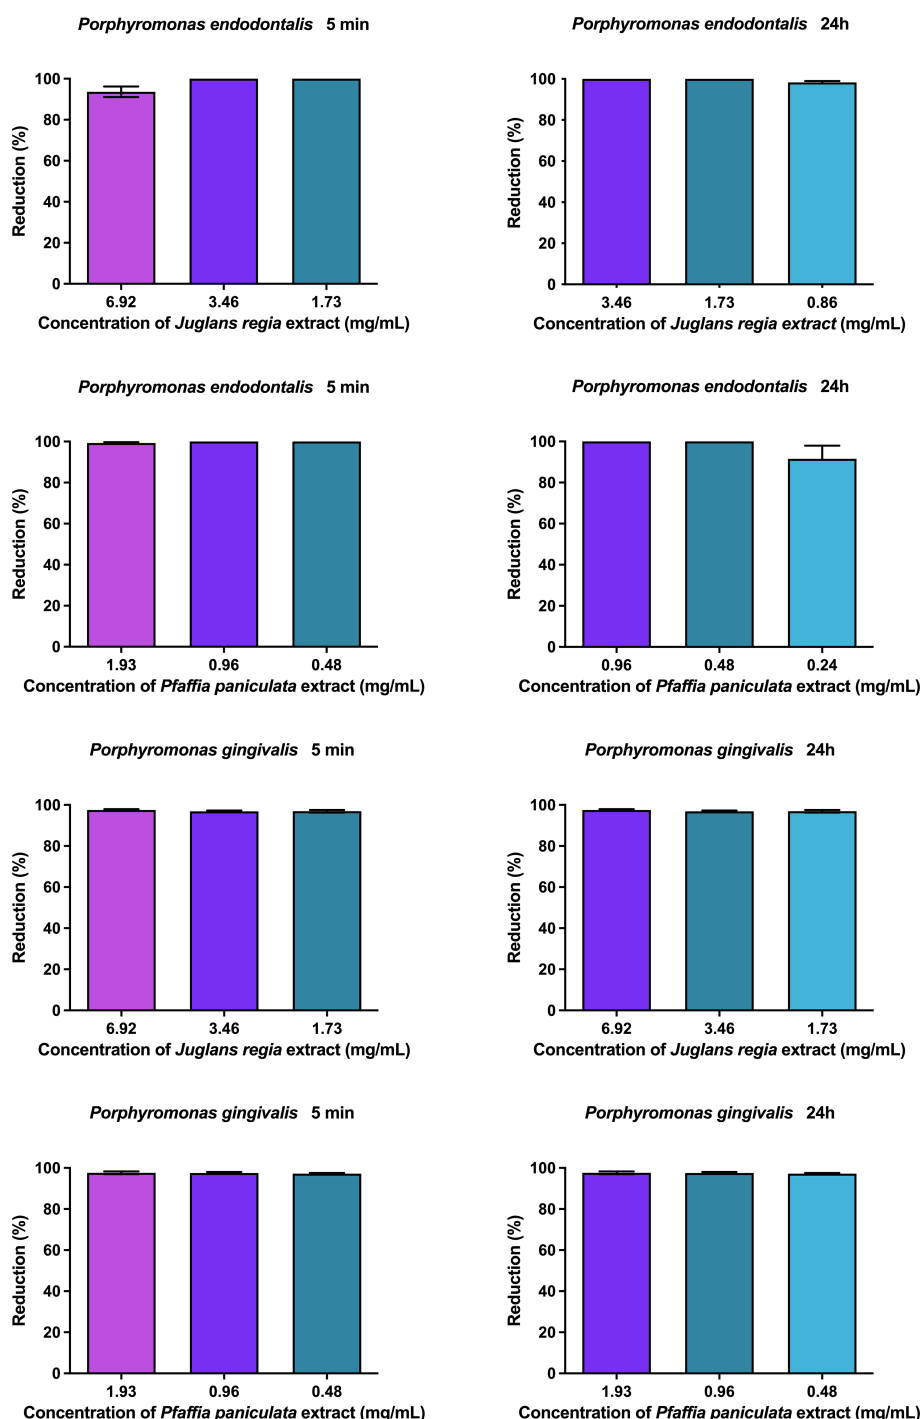 Porphyromonas endodontalis 5 min
Reduction (%)
100
80
60
40
20
0
6.92 3.46 1.73
Concentration of Juglans regia extract (mg/mL)
Porphyromonas endodontalis 24h
Reduction (%)
100
80
60
40
20
0
3.46 1.73 0.86
Concentration of Juglans regia extract (mg/mL)
Porphyromonas endodontalis 5 min
Reduction (%)
100
80
60
40
20
0
1.93 0.96 0.48
Concentration of Pfaffia paniculata extract (mg/mL)
Porphyromonas endodontalis 24h
Reduction (%)
100
80
60
40
20
0
0.96 0.48 0.24
Concentration of Pfaffia paniculata extract (mg/mL)
Porphyromonas gingivalis 5 min
Reduction (%)
100
80
60
40
20
0
6.92 3.46 1.73
Concentration of Juglans regia extract (mg/mL)
Porphyromonas gingivalis 24h
Reduction (%)
100
80
60
40
20
0
6.92 3.46 1.73
Concentration of Juglans regia extract (mg/mL)
Porphyromonas gingivalis 5 min
Reduction (%)
100
80
60
40
20
0
1.93 0.96 0.48
Concentration of Pfaffia paniculata extract (mg/mL)
Porphyromonas gingivalis 24h
Reduction (%)
100
80
60
40
20
0
1.93 0.96 0.48
Concentration of Pfaffia paniculata extract (mg/mL)